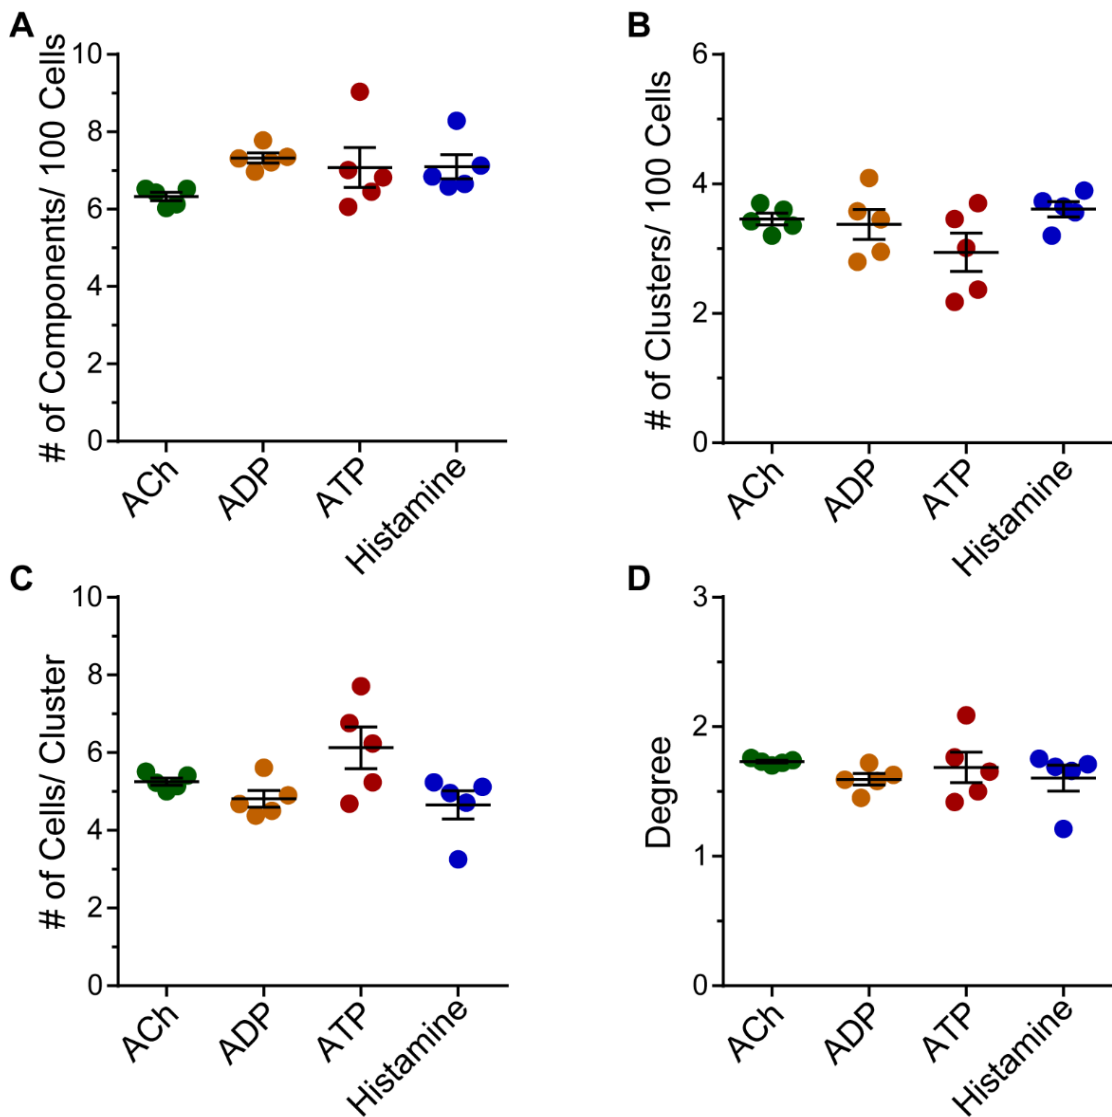 A
# of Components/ 100 Cells
10
8
6
4
2
0
ACh
ADP
ATP
Histamine
B
# of Clusters/ 100 Cells
6
4
2
0
ACh
ADP
ATP
Histamine
C
# of Cells/ Cluster
10
8
6
4
2
0
ACh
ADP
ATP
Histamine
D
Degree
3
2
1
0
ACh
ADP
ATP
Histamine